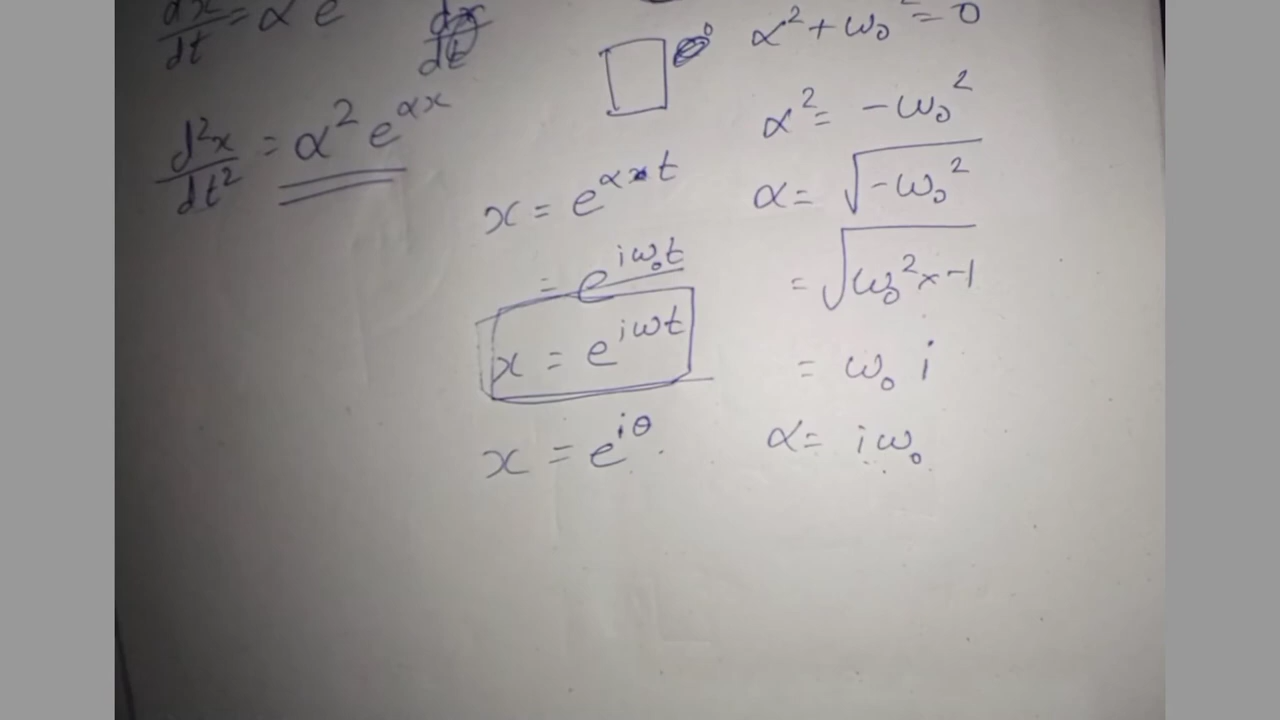 dx/dt = α e
d²x/dt² = α² e^αx
x = e^αt
= e^iω₀t
x = e^iωt
x = e^iθ
α² + ω₀² = 0
α² = -ω₀²
α = √-ω₀²
= √ω₀² x -1
= ω₀ i
α = iω₀